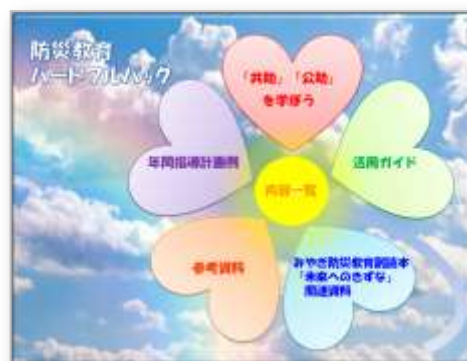 防災教育
ハートフルパック
「共助」「公助」
を学ぼう
年間指導計画例
活用ガイド
内容一覧
参考資料
みやぎ防災教育副読本
「未来へのきずな」
関連資料